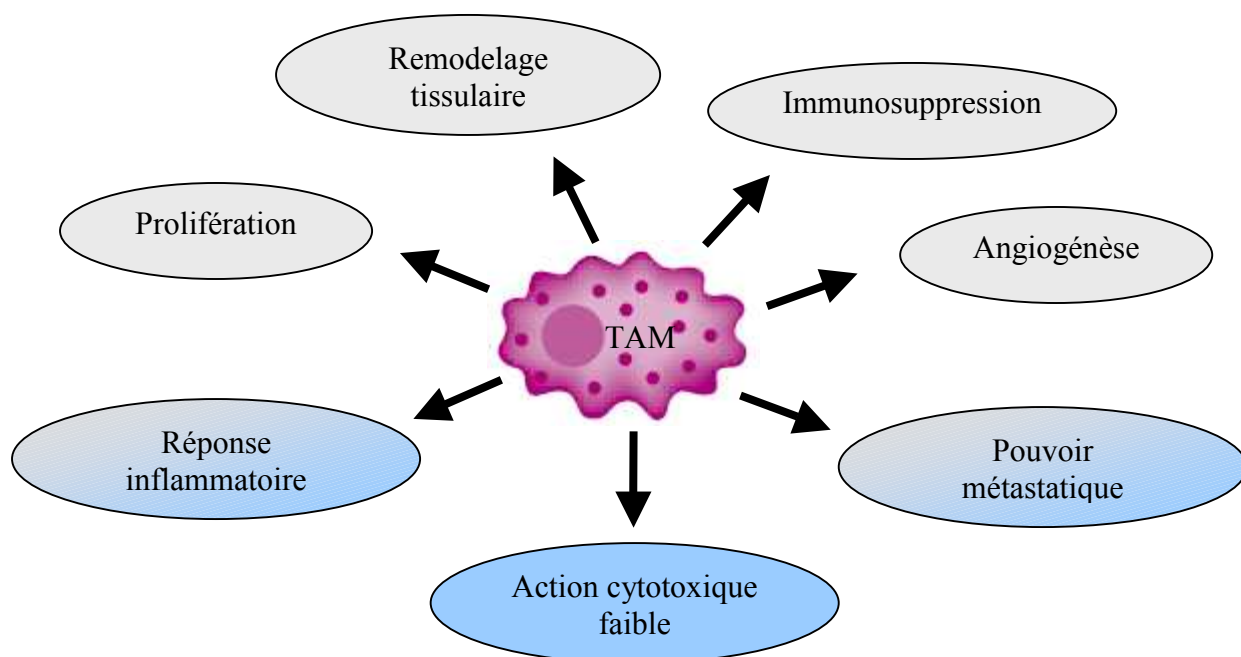 Remodelage
tissulaire
Immunosuppression
Prolifération
Angiogénèse
TAM
Réponse
inflammatoire
Pouvoir
métastatique
Action cytotoxique
faible